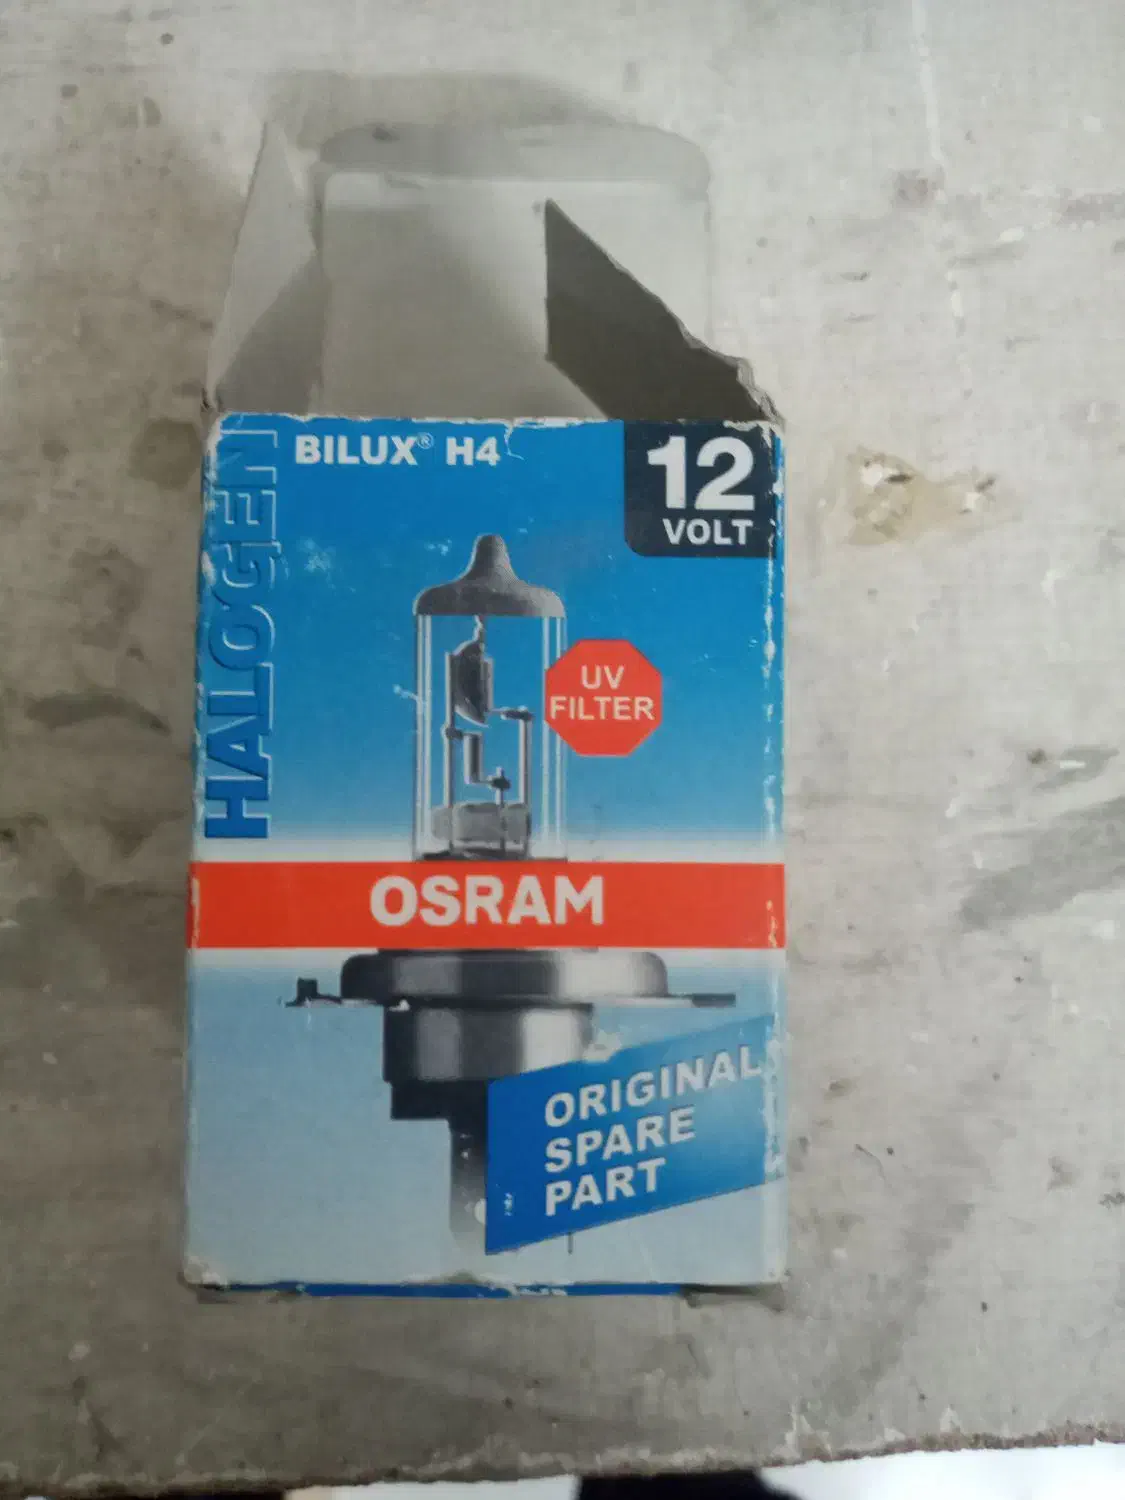 BILUX® H4
12
VOLT
HALOGEN
UV
FILTER
OSRAM
ORIGINAL
SPARE
PART